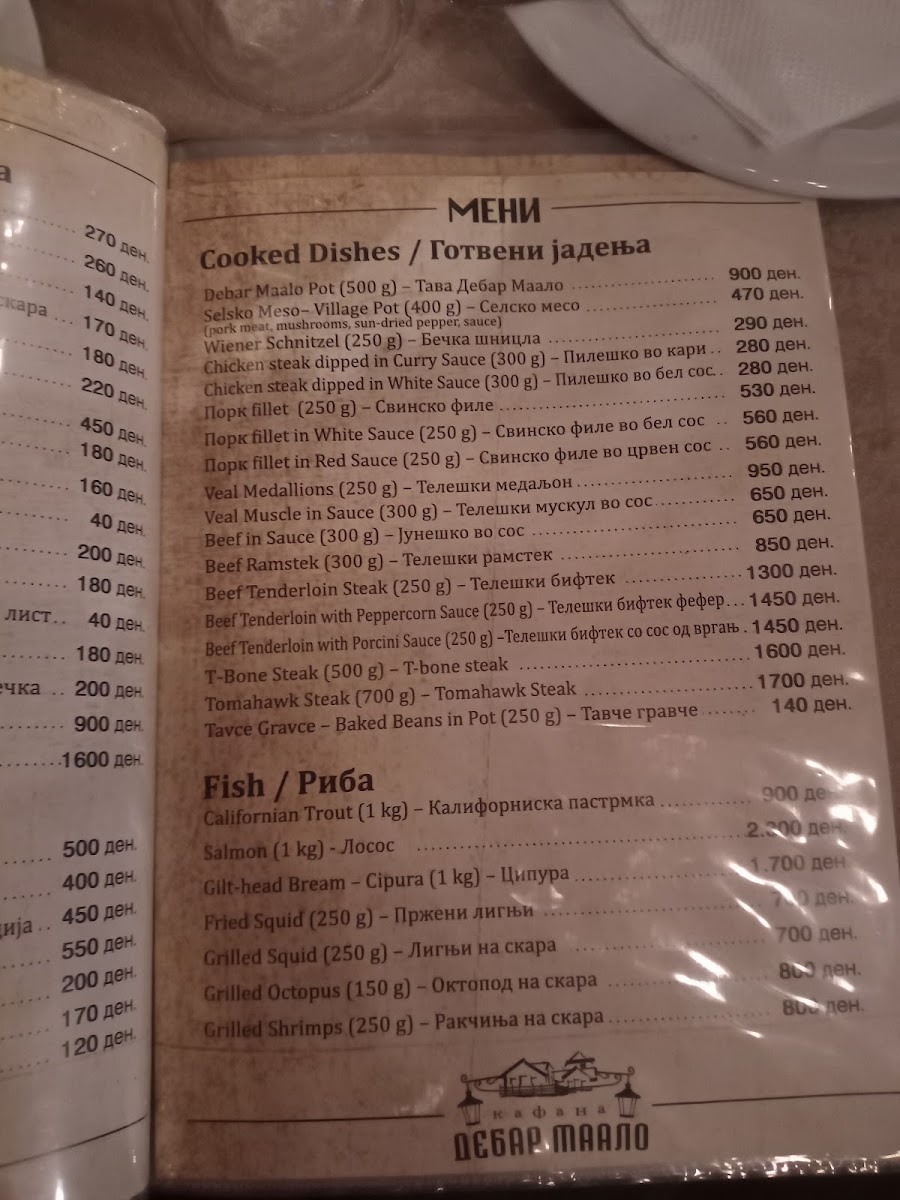 а
270 ден.
260 ден.
140 ден.
скара ... 170 ден.
180 ден.
220 ден.
450 ден.
180 ден.
160 ден.
40 ден.
200 ден.
180 ден.
лист.. 40 ден.
180 ден.
ечка .. 200 ден.
900 ден.
1600 ден.
500 ден.
400 ден.
ија .. 450 ден.
550 ден.
200 ден.
170 ден.
120 ден.
МЕНИ
Cooked Dishes / Готвени јадења
Debar Maalo Pot (500 g) – Тава Дебар Маало 900 ден.
Selsko Meso– Village Pot (400 g) – Селско месо 470 ден.
(pork meat, mushrooms, sun-dried pepper, sauce)
Wiener Schnitzel (250 g) – Бечка шницла 290 ден.
Chicken steak dipped in Curry Sauce (300 g) – Пилешко во кари .. 280 ден.
Chicken steak dipped in White Sauce (300 g) – Пилешко во бел сос.. 280 ден.
Порк fillet (250 g) – Свинско филе 530 ден.
Порк fillet in White Sauce (250 g) – Свинско филе во бел сос .. 560 ден.
Порк fillet in Red Sauce (250 g) – Свинско филе во црвен сос .. 560 ден.
Veal Medallions (250 g) – Телешки медаљон 950 ден.
Veal Muscle in Sauce (300 g) – Телешки мускул во сос 650 ден.
Beef in Sauce (300 g) – Јунешко во сос 650 ден.
Beef Ramstek (300 g) – Телешки рамстек 850 ден.
Beef Tenderloin Steak (250 g) – Телешки бифтек 1300 ден.
Beef Tenderloin with Peppercorn Sauce (250 g) – Телешки бифтек фефер... 1450 ден.
Beef Tenderloin with Porcini Sauce (250 g) –Телешки бифтек со сос од вргањ . 1450 ден.
T-Bone Steak (500 g) – T-bone steak 1600 ден.
Tomahawk Steak (700 g) – Tomahawk Steak 1700 ден.
Tavce Gravce – Baked Beans in Pot (250 g) – Тавче гравче 140 ден.
Fish / Риба
Californian Trout (1 kg) – Калифорниска пастрмка 900 ден.
Salmon (1 kg) - Лосос ден.
Gilt-head Bream – Cipura (1 kg) – Ципура 1.700 ден.
Fried Squid (250 g) – Пржени лигњи ден.
Grilled Squid (250 g) – Лигњи на скара 700 ден.
Grilled Octopus (150 g) – Октопод на скара 800 ден.
Grilled Shrimps (250 g) – Ракчиња на скара 800 ден.
кафана
ДЕБАР МААЛО